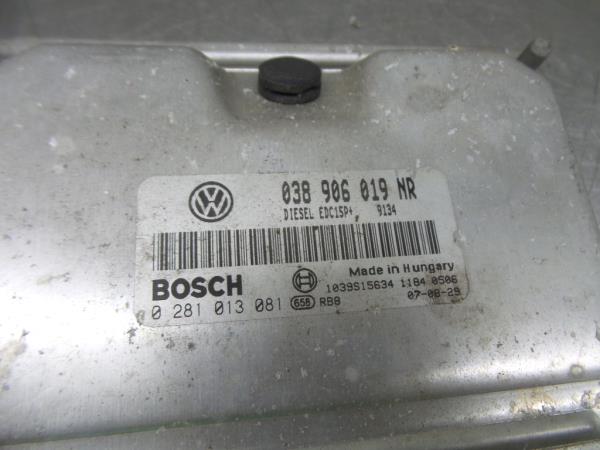 038 906 019 NR
DIESEL EDC15P+, 9134
BOSCH
Made in Hungary
1039S15634 1184 0506
0 281 013 081 658 RB8 07-08-29